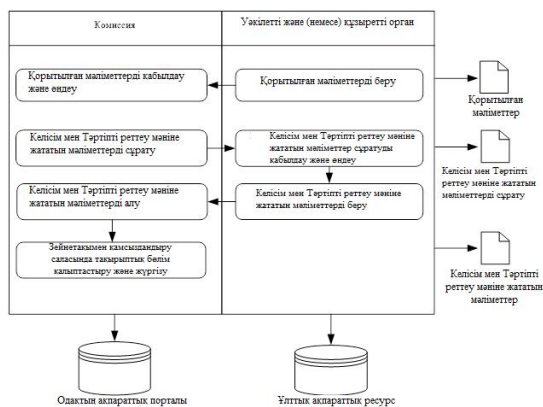 Комиссия
Уәкілетті және (немесе) құзыретті орган
Қорытылған мәліметтерді қабылдау
және өңдеу
Қорытылған мәліметтерді беру
Қорытылған
мәліметтер
Келісім мен Тәртіпті реттеу мәніне
жататын мәліметтерді сұрату
Келісім мен Тәртіпті реттеу мәніне
жататын мәліметтер сұратуды
қабылдау және өңдеу
Келісім мен Тәртіпті
реттеу мәніне жататын
мәліметтерді сұрату
Келісім мен Тәртіпті реттеу мәніне
жататын мәліметтерді алу
Келісім мен Тәртіпті реттеу мәніне
жататын мәліметтерді беру
Зейнетақымен қамсыздандыру
саласында тақырыптық бөлім
қалыптастыру және жүргізу
Келісім мен Тәртіпті
реттеу мәніне жататын
мәліметтер
Одақтың ақпараттық порталы
Ұлттық ақпараттық ресурс